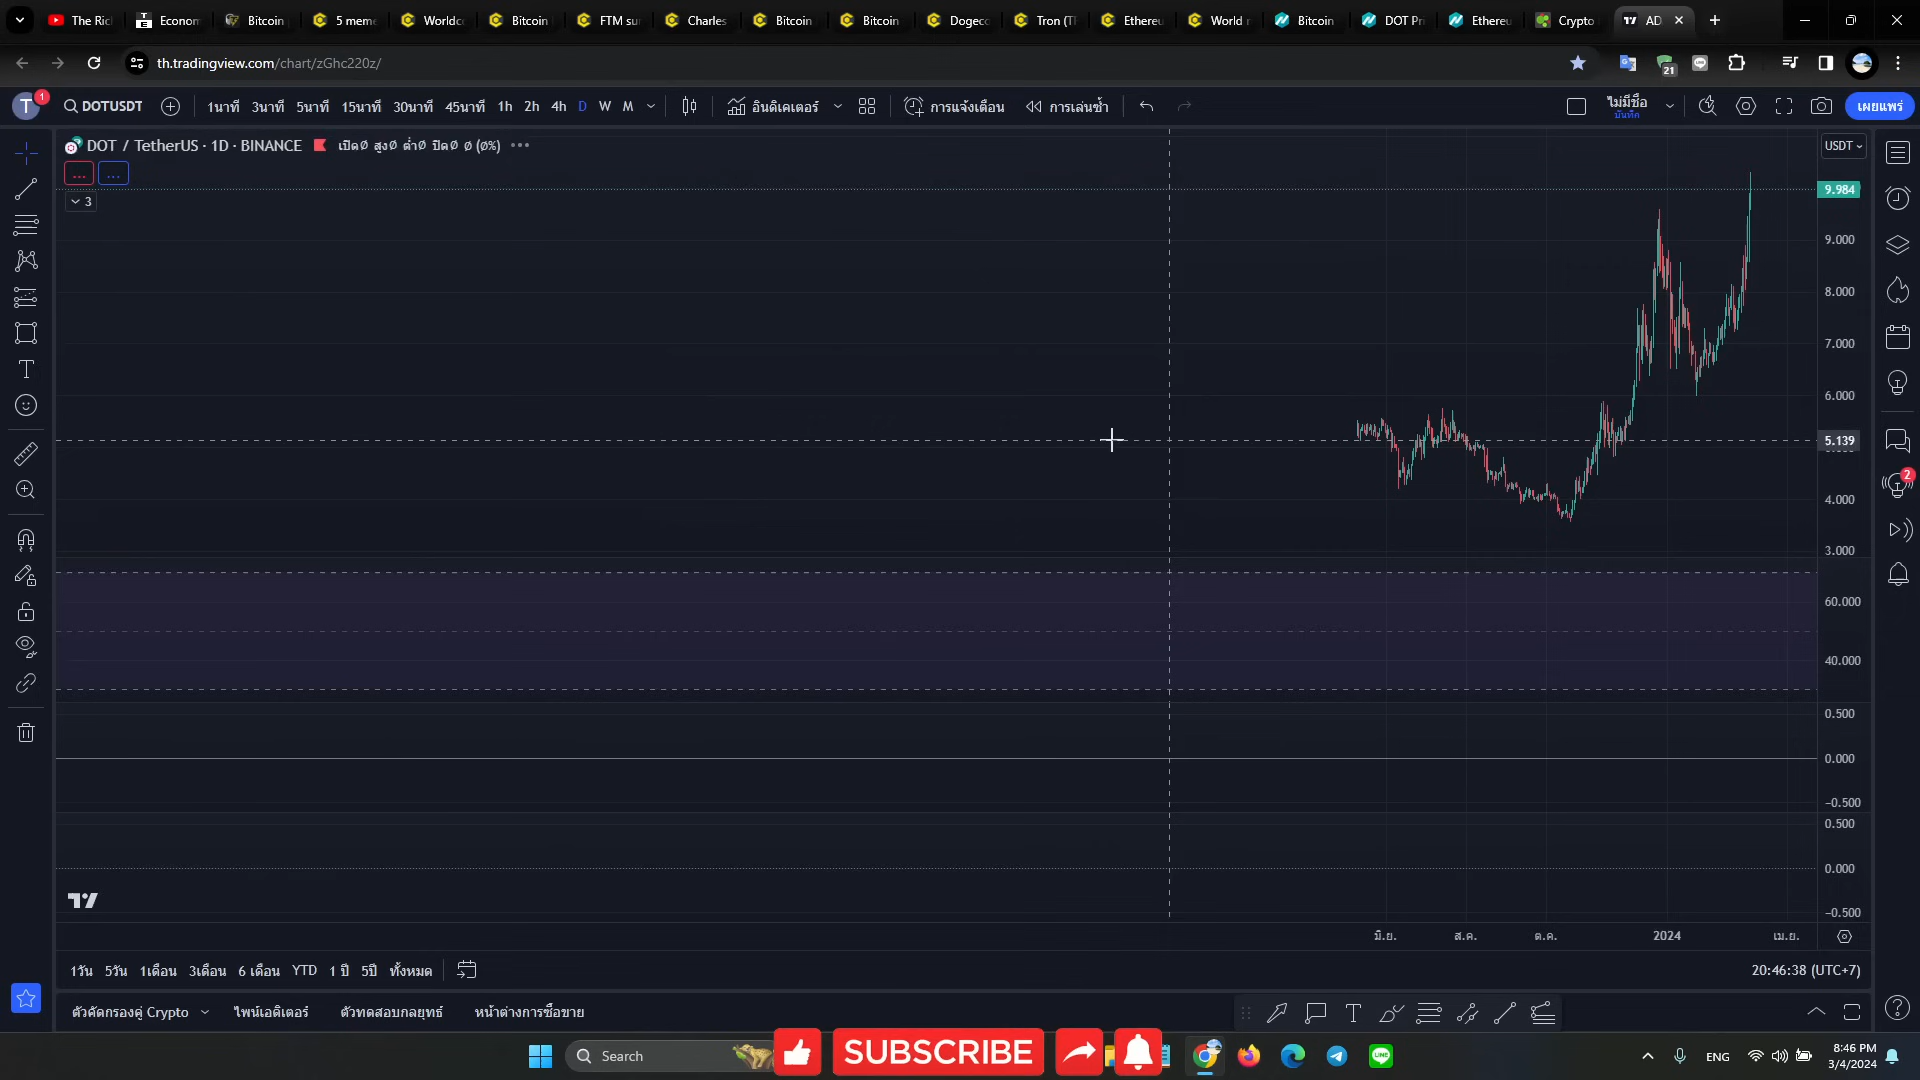 The Ric
Econom
Bitcoin
5 meme
Worldco
Bitcoin
FTM su
Charles
Bitcoin
Bitcoin
Dogeco
Tron (T
Ethereu
World n
Bitcoin
DOT Pri
Ethereu
Crypto
AD
th.tradingview.com/chart/zGhc220z/
21
T
1
DOTUSDT
1นาที 3นาที 5นาที 15นาที 30นาที 45นาที 1h 2h 4h D W M
อินดิเคเตอร์
การแจ้งเตือน
การเล่นซ้ำ
ไม่มีชื่อ
บันทึก
เผยแพร่
DOT / TetherUS · 1D · BINANCE
เปิด∅ สูง∅ ต่ำ∅ ปิด∅ ∅ (∅%)
USDT
3
9.984
9.000
8.000
7.000
6.000
5.139
4.000
3.000
60.000
40.000
0.500
0.000
−0.500
0.500
0.000
−0.500
2
มิ.ย. ส.ค. ต.ค. 2024 เม.ย.
1วัน 5วัน 1เดือน 3เดือน 6 เดือน YTD 1 ปี 5ปี ทั้งหมด
20:46:38 (UTC+7)
ตัวคัดกรองคู่ Crypto
ไพน์เอดิเตอร์
ตัวทดสอบกลยุทธ์
หน้าต่างการซื้อขาย
Search
SUBSCRIBE
LINE
ENG
8:46 PM
3/4/2024